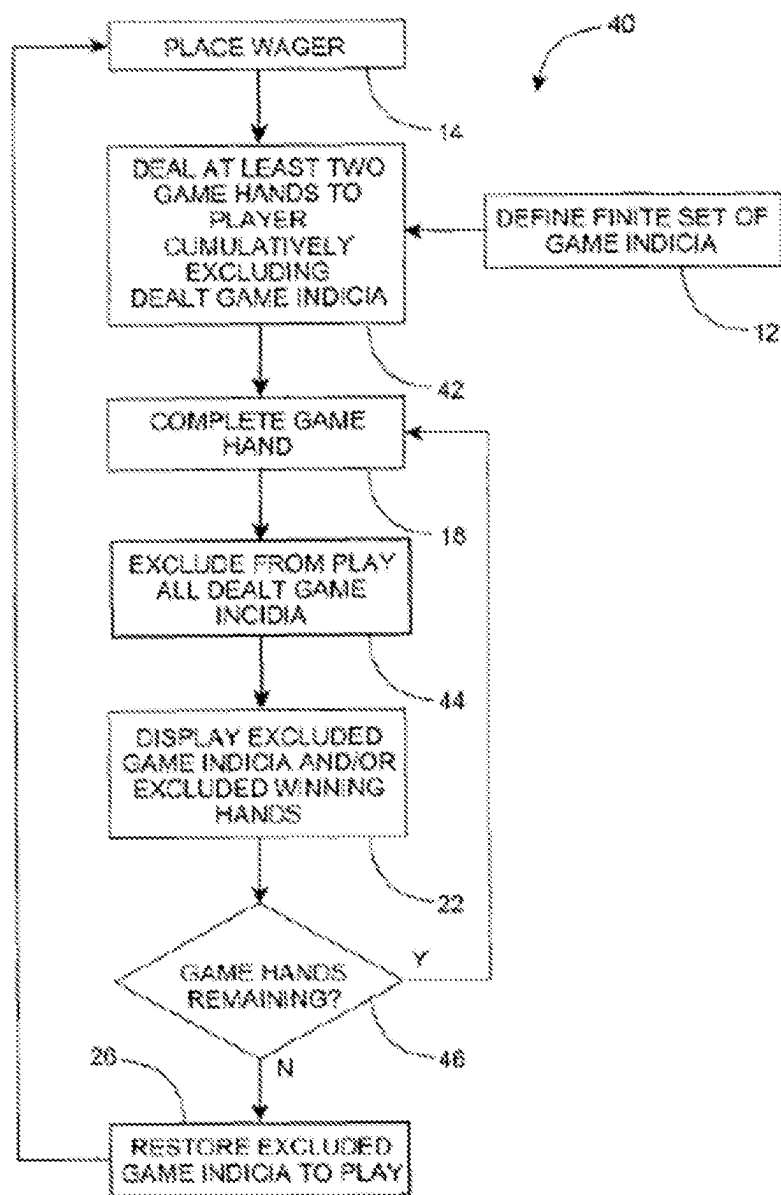 PLACE WAGER
40
14
DEAL AT LEAST TWO
GAME HANDS TO
PLAYER
CUMULATIVELY
EXCLUDING
DEALT GAME INDICIA
DEFINE FINITE SET OF
GAME INDICIA
12
42
COMPLETE GAME
HAND
18
EXCLUDE FROM PLAY
ALL DEALT GAME
INCIDIA
44
DISPLAY EXCLUDED
GAME INDICIA AND/OR
EXCLUDED WINNING
HANDS
22
GAME HANDS
REMAINING?
Y
46
N
26
RESTORE EXCLUDED
GAME INDICIA TO PLAY